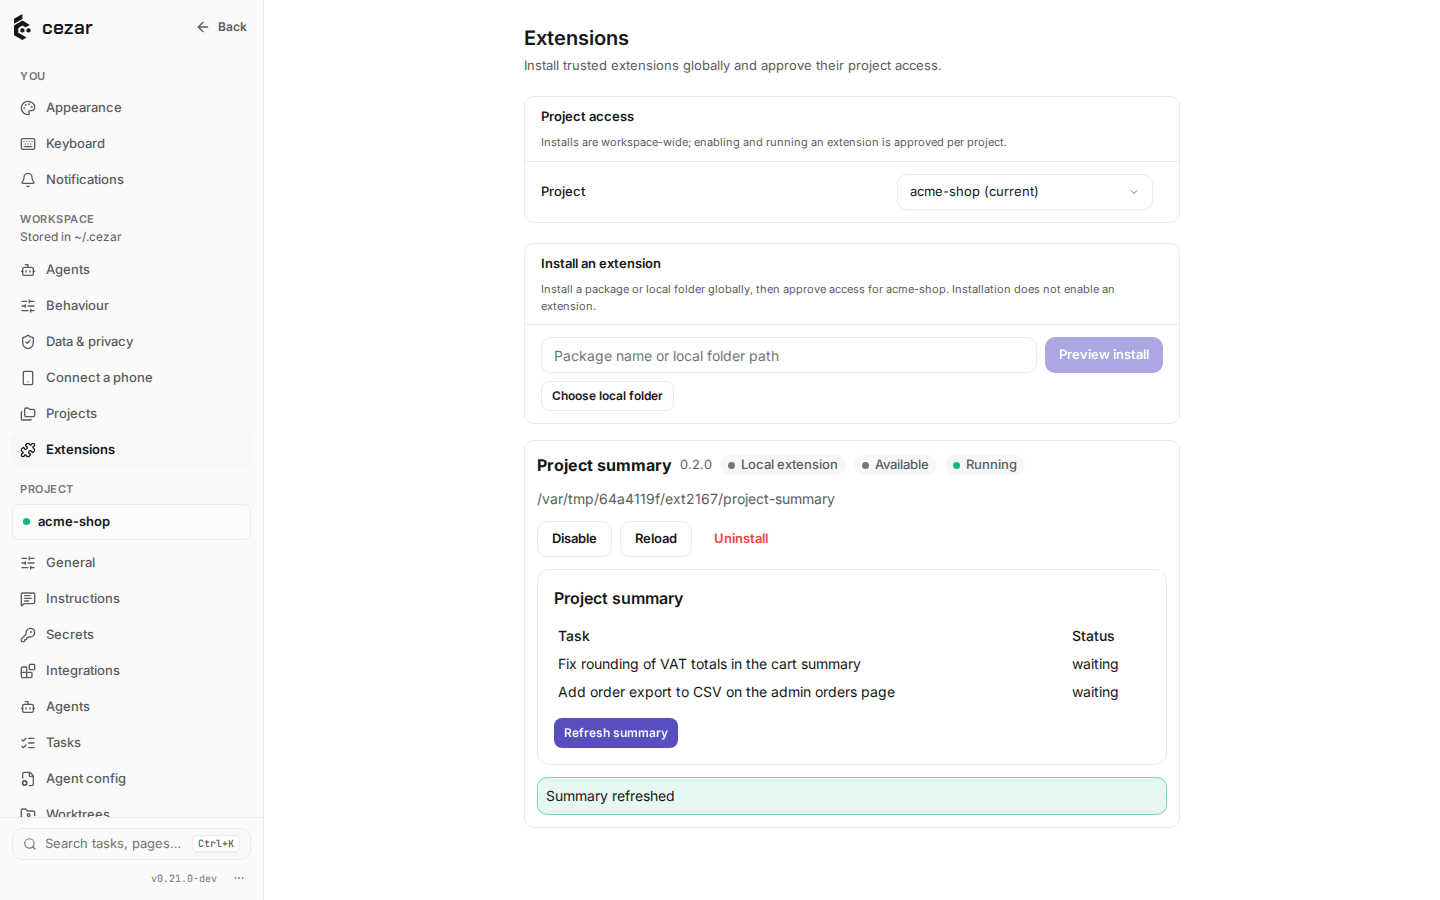 cezar
Back
YOU
Appearance
Keyboard
Notifications
WORKSPACE
Stored in ~/.cezar
Agents
Behaviour
Data & privacy
Connect a phone
Projects
Extensions
PROJECT
acme-shop
General
Instructions
Secrets
Integrations
Agents
Tasks
Agent config
Worktrees
Search tasks, pages... Ctrl+K
v0.21.0-dev ...
Extensions
Install trusted extensions globally and approve their project access.
Project access
Installs are workspace-wide; enabling and running an extension is approved per project.
Project acme-shop (current)
Install an extension
Install a package or local folder globally, then approve access for acme-shop. Installation does not enable an
extension.
Package name or local folder path Preview install
Choose local folder
Project summary 0.2.0 Local extension Available Running
/var/tmp/64a4119f/ext2167/project-summary
Disable Reload Uninstall
Project summary
Task Status
Fix rounding of VAT totals in the cart summary waiting
Add order export to CSV on the admin orders page waiting
Refresh summary
Summary refreshed